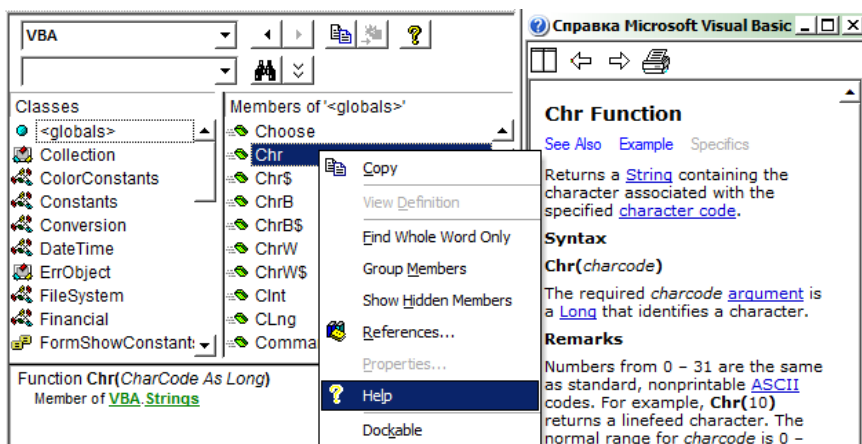 VBA
Classes
<globals>
Collection
ColorConstants
Constants
Conversion
DateTime
ErrObject
FileSystem
Financial
FormShowConstant
Members of '<globals>'
Choose
Chr
Chr$
ChrB
ChrB$
ChrW
ChrW$
CInt
CLng
Comma
Copy
View Definition
Find Whole Word Only
Group Members
Show Hidden Members
References...
Properties...
Help
Dockable
Function Chr(CharCode As Long)
Member of VBA.Strings
Справка Microsoft Visual Basic
Chr Function
See Also Example Specifics
Returns a String containing the
character associated with the
specified character code.
Syntax
Chr(charcode)
The required charcode argument is
a Long that identifies a character.
Remarks
Numbers from 0 – 31 are the same
as standard, nonprintable ASCII
codes. For example, Chr(10)
returns a linefeed character. The
normal range for charcode is 0 –